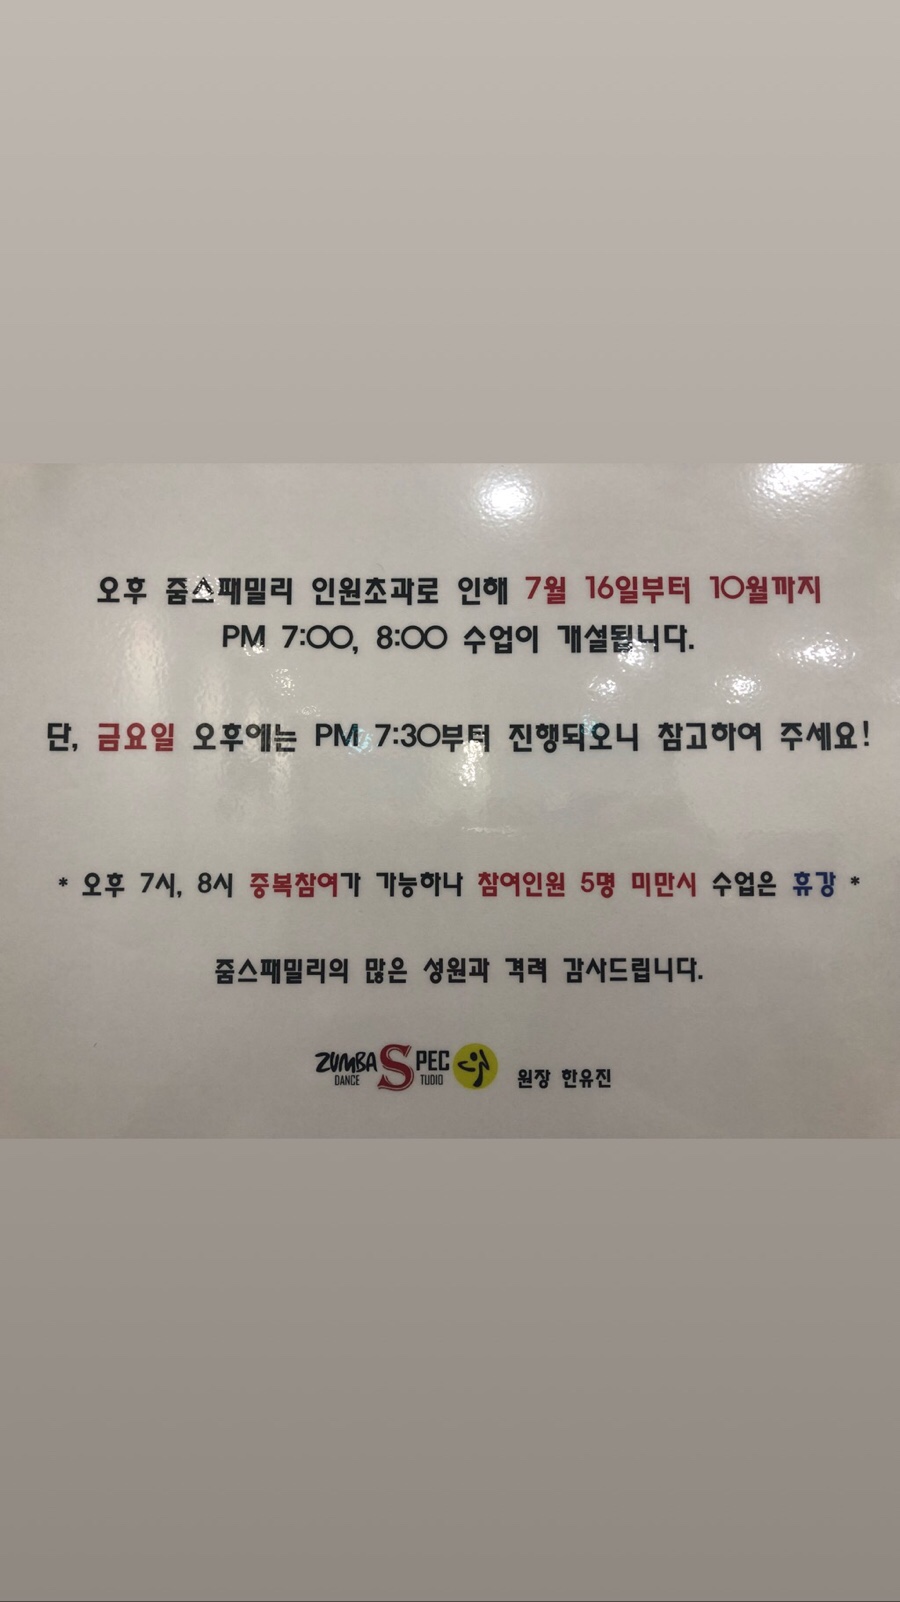 오후 줌스패밀리 인원초과로 인해 7월 16일부터 10월까지
PM 7:00, 8:00 수업이 개설됩니다.
단, 금요일 오후에는 PM 7:30부터 진행되오니 참고하여 주세요!
* 오후 7시, 8시 중복참여가 가능하나 참여인원 5명 미만시 수업은 휴강 *
줌스패밀리의 많은 성원과 격려 감사드립니다.
ZUMBA SPEC
DANCE STUDIO 원장 한유진